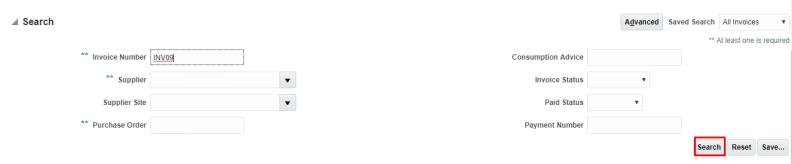 Search
Advanced Saved Search All Invoices
** At least one is required
** Invoice Number INV09 Consumption Advice
** Supplier Invoice Status
Supplier Site Paid Status
** Purchase Order Payment Number
Search Reset Save...